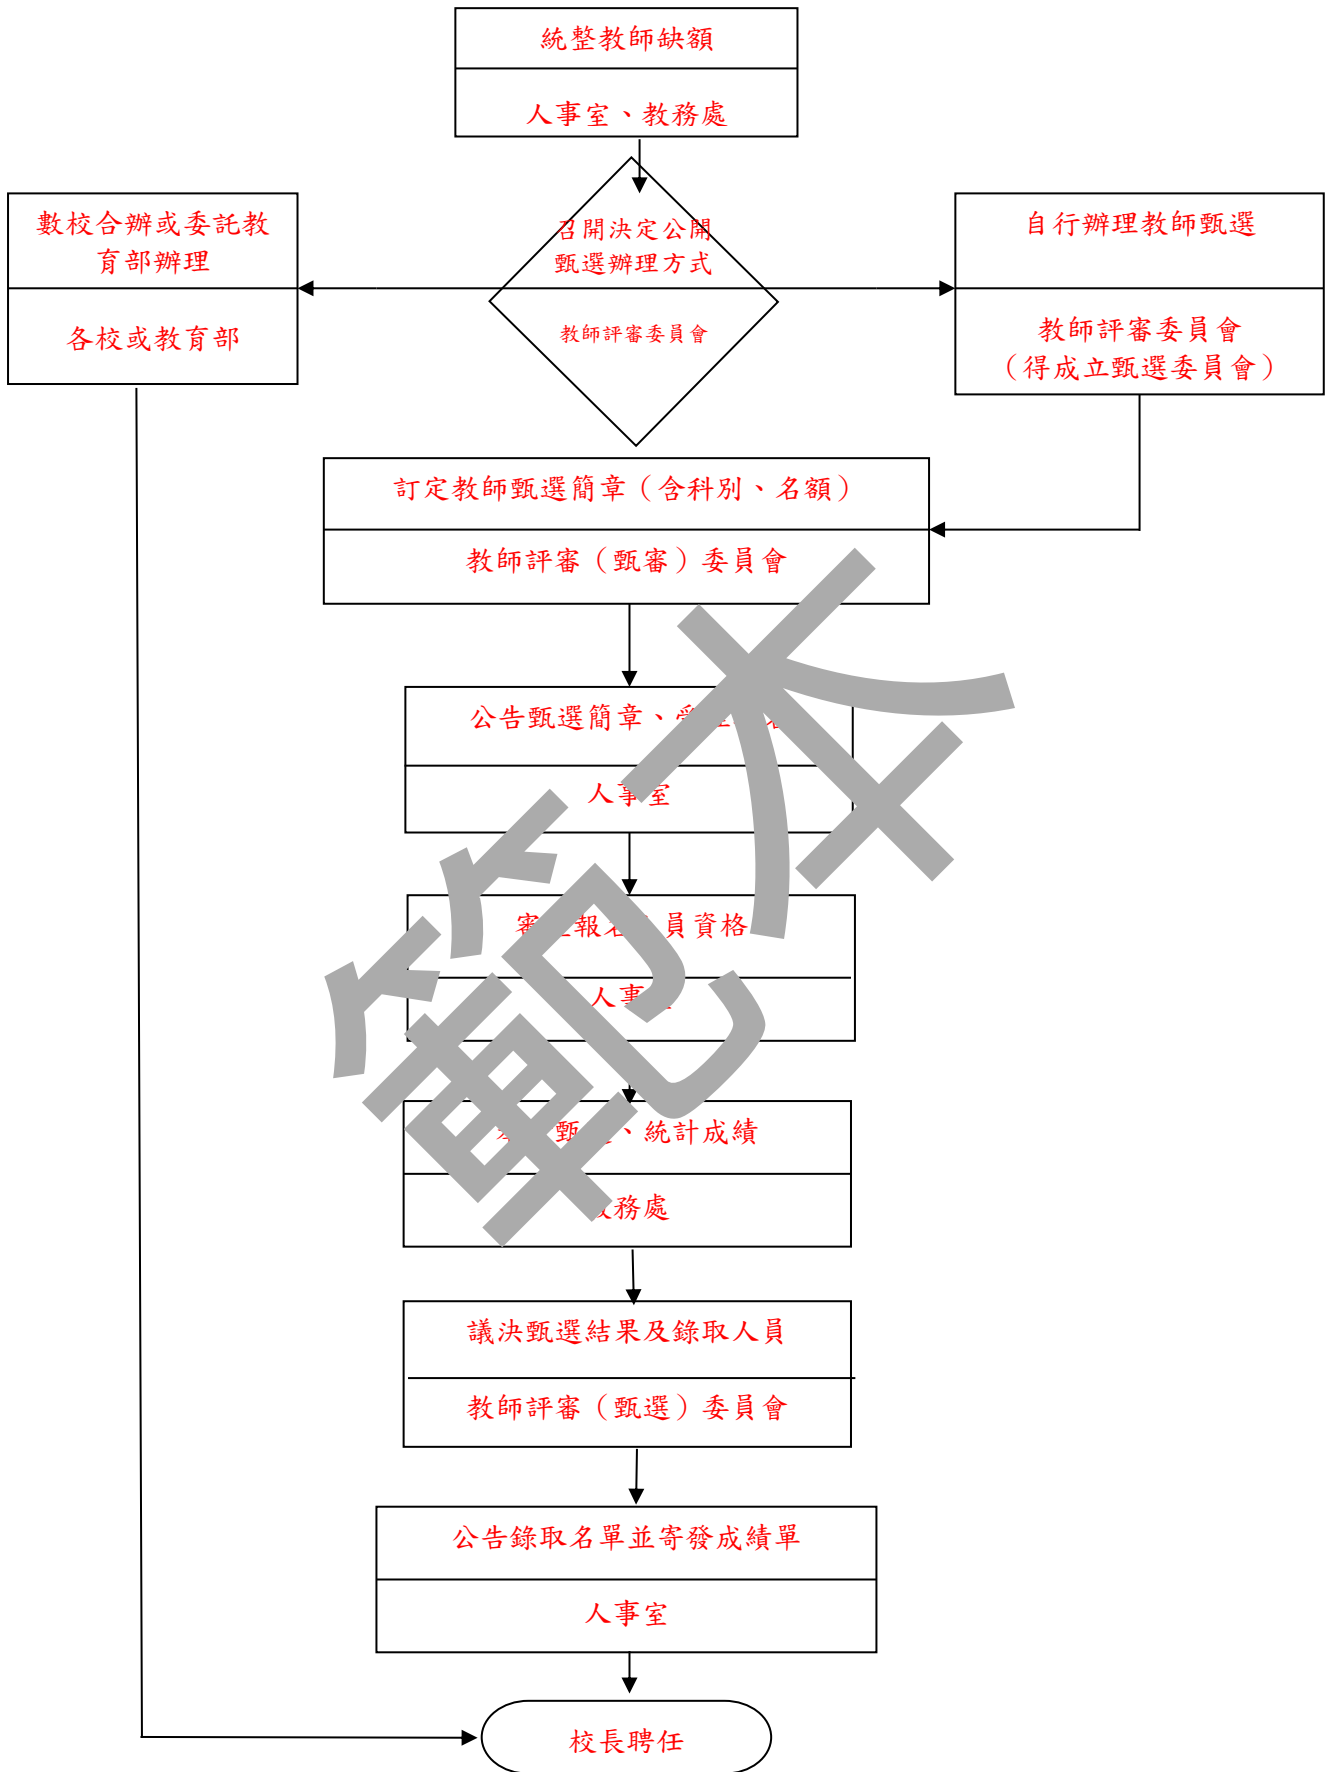 統整教師缺額
人事室、教務處
數校合辦或委託教
育部辦理
各校或教育部
召開決定公開
甄選辦理方式
教師評審委員會
自行辦理教師甄選
教師評審委員會
（得成立甄選委員會）
訂定教師甄選簡章（含科別、名額）
教師評審（甄審）委員會
公告甄選簡章、
人事室
報 員資格
人事
甄 、統計成績
務處
議決甄選結果及錄取人員
教師評審（甄選）委員會
公告錄取名單並寄發成績單
人事室
校長聘任
範本